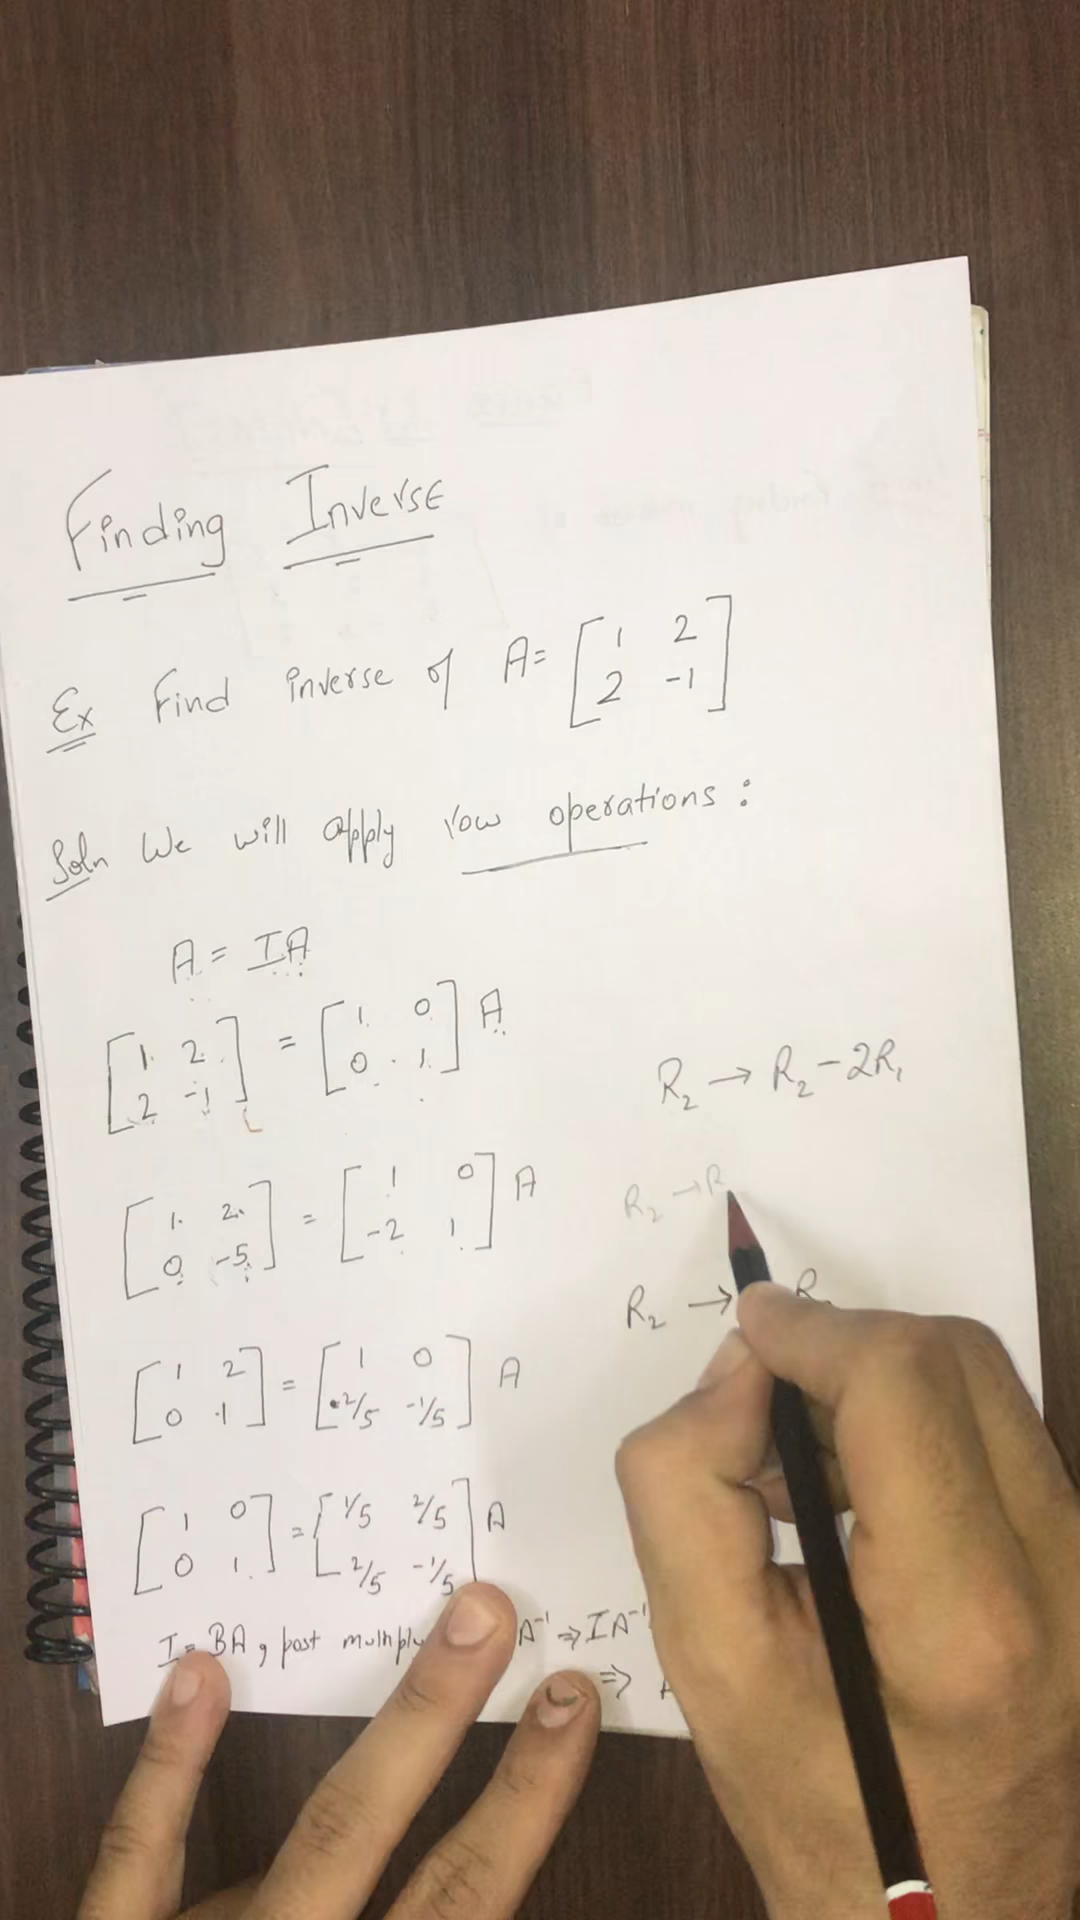 Finding Inverse
Ex Find inverse of A = [1 2
2 -1]
Soln We will apply row operations :
A = IA
[1 2
2 -1] = [1 0
0 1] A
R₂ → R₂ - 2R₁
[1 2
0 -5] = [1 0
-2 1] A
R₂ → R
R₂ →
[1 2
0 1] = [1 0
2/5 -1/5] A
[1 0
0 1] = [1/5 2/5
2/5 -1/5] A
I = BA, post multiply A⁻¹ ⇒ IA⁻¹
⇒